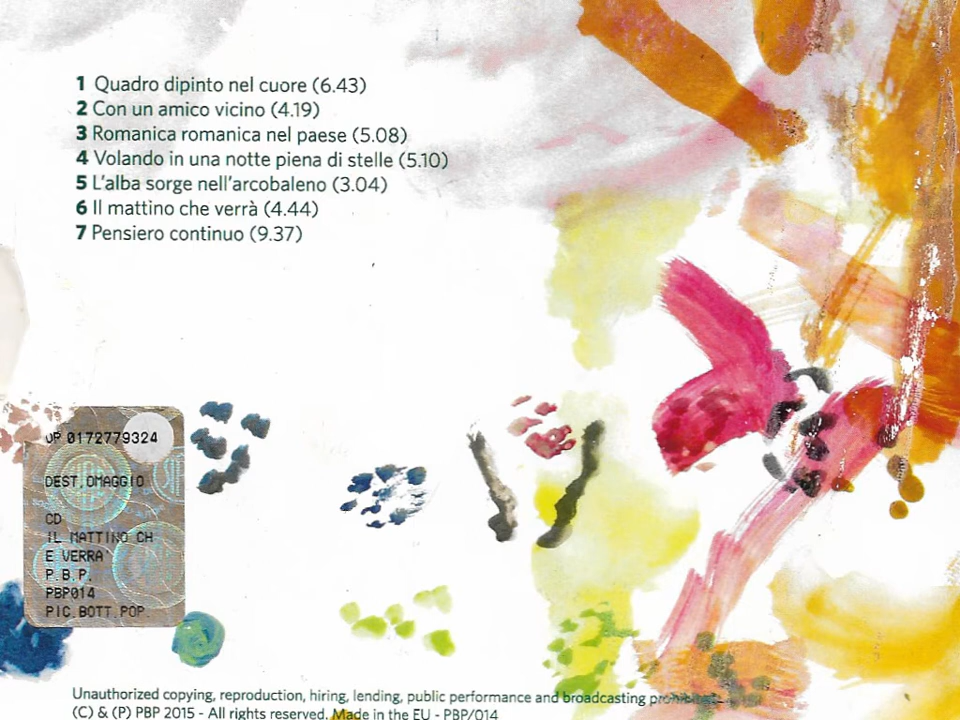 1 Quadro dipinto nel cuore (6.43)
2 Con un amico vicino (4.19)
3 Romanica romanica nel paese (5.08)
4 Volando in una notte piena di stelle (5.10)
5 L'alba sorge nell'arcobaleno (3.04)
6 Il mattino che verrà (4.44)
7 Pensiero continuo (9.37)
VP 0172779324
DEST.OMAGGIO
CD
IL MATTINO CH
E VERRA'
P.B.P.
PBP014
PIC.BOTT.POP.
Unauthorized copying, reproduction, hiring, lending, public performance and broadcasting prohibited.
(C) & (P) PBP 2015 - All rights reserved. Made in the EU - PBP/014